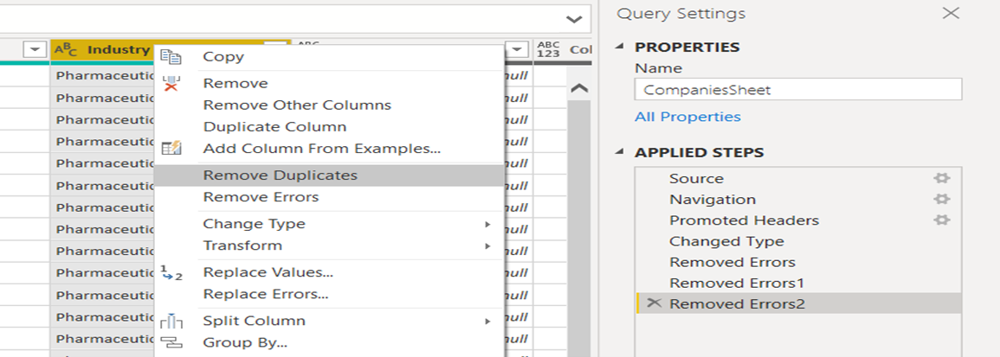 Query Settings
PROPERTIES
Name
CompaniesSheet
All Properties
APPLIED STEPS
Source
Navigation
Promoted Headers
Changed Type
Removed Errors
Removed Errors1
Removed Errors2
ABC Industry
ABC
123 Col
Copy
Remove
Remove Other Columns
Duplicate Column
Add Column From Examples...
Remove Duplicates
Remove Errors
Change Type
Transform
Replace Values...
Replace Errors...
Split Column
Group By...
1
2
Pharmaceutic
Pharmaceutic
Pharmaceutic
Pharmaceutic
Pharmaceutic
Pharmaceutic
Pharmaceutic
Pharmaceutic
Pharmaceutic
Pharmaceutic
Pharmaceutic
Pharmaceutic
Pharmaceutic
null
null
null
null
null
null
null
null
null
null
null
null
null